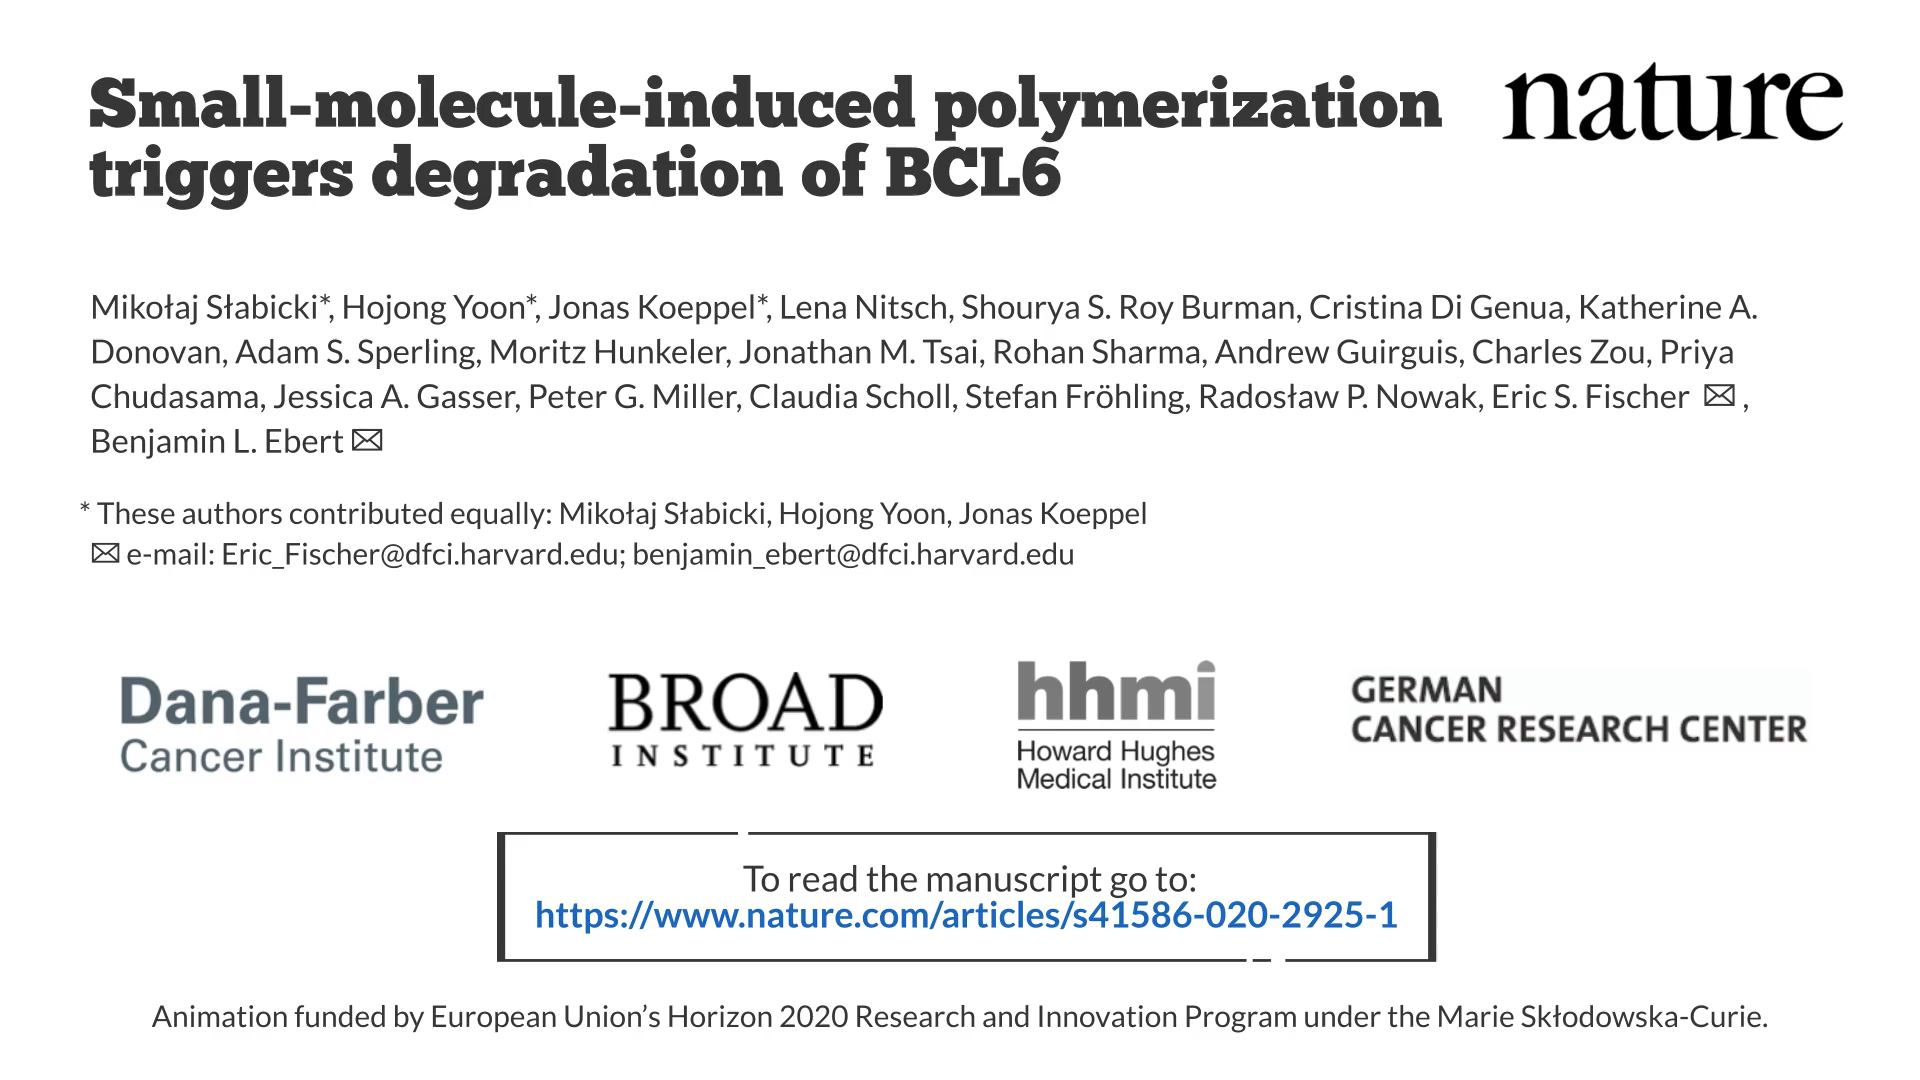 Small-molecule-induced polymerization
triggers degradation of BCL6
nature
Mikołaj Słabicki*, Hojong Yoon*, Jonas Koeppel*, Lena Nitsch, Shourya S. Roy Burman, Cristina Di Genua, Katherine A.
Donovan, Adam S. Sperling, Moritz Hunkeler, Jonathan M. Tsai, Rohan Sharma, Andrew Guirguis, Charles Zou, Priya
Chudasama, Jessica A. Gasser, Peter G. Miller, Claudia Scholl, Stefan Fröhling, Radosław P. Nowak, Eric S. Fischer ✉ ,
Benjamin L. Ebert ✉
* These authors contributed equally: Mikołaj Słabicki, Hojong Yoon, Jonas Koeppel
✉ e-mail: Eric_Fischer@dfci.harvard.edu; benjamin_ebert@dfci.harvard.edu
Dana-Farber
Cancer Institute
BROAD
INSTITUTE
hhmi
Howard Hughes
Medical Institute
GERMAN
CANCER RESEARCH CENTER
To read the manuscript go to:
https://www.nature.com/articles/s41586-020-2925-1
Animation funded by European Union’s Horizon 2020 Research and Innovation Program under the Marie Skłodowska-Curie.